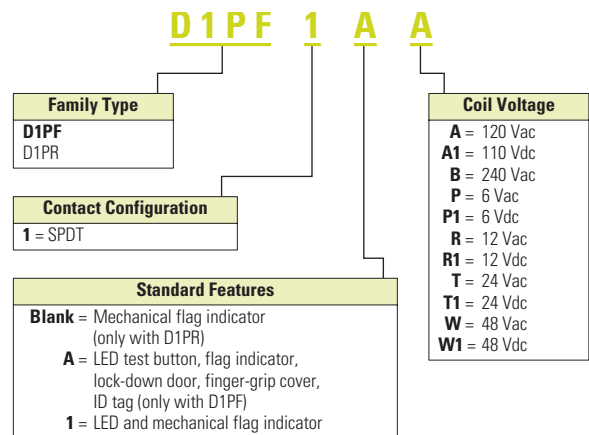 D1PF 1 A A
Family Type
D1PF
D1PR
Contact Configuration
1 = SPDT
Standard Features
Blank = Mechanical flag indicator
(only with D1PR)
A = LED test button, flag indicator,
lock-down door, finger-grip cover,
ID tag (only with D1PF)
1 = LED and mechanical flag indicator
Coil Voltage
A = 120 Vac
A1 = 110 Vdc
B = 240 Vac
P = 6 Vac
P1 = 6 Vdc
R = 12 Vac
R1 = 12 Vdc
T = 24 Vac
T1 = 24 Vdc
W = 48 Vac
W1 = 48 Vdc